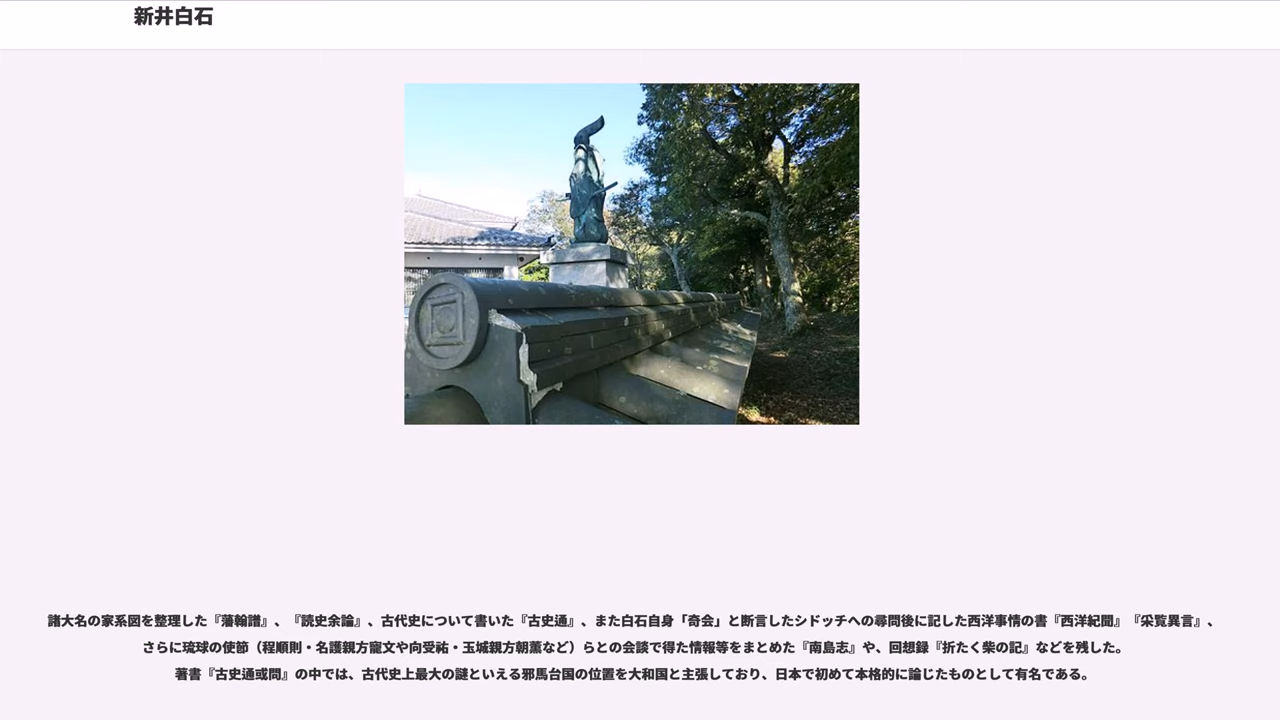 新井白石
諸大名の家系図を整理した『藩翰譜』、『読史余論』、古代史について書いた『古史通』、また白石自身「奇会」と断言したシドッチへの尋問後に記した西洋事情の書『西洋紀聞』『采覧異言』、
さらに琉球の使節（程順則・名護親方寵文や向受祐・玉城親方朝薫など）らとの会談で得た情報等をまとめた『南島志』や、回想録『折たく柴の記』などを残した。
著書『古史通或問』の中では、古代史上最大の謎といえる邪馬台国の位置を大和国と主張しており、日本で初めて本格的に論じたものとして有名である。